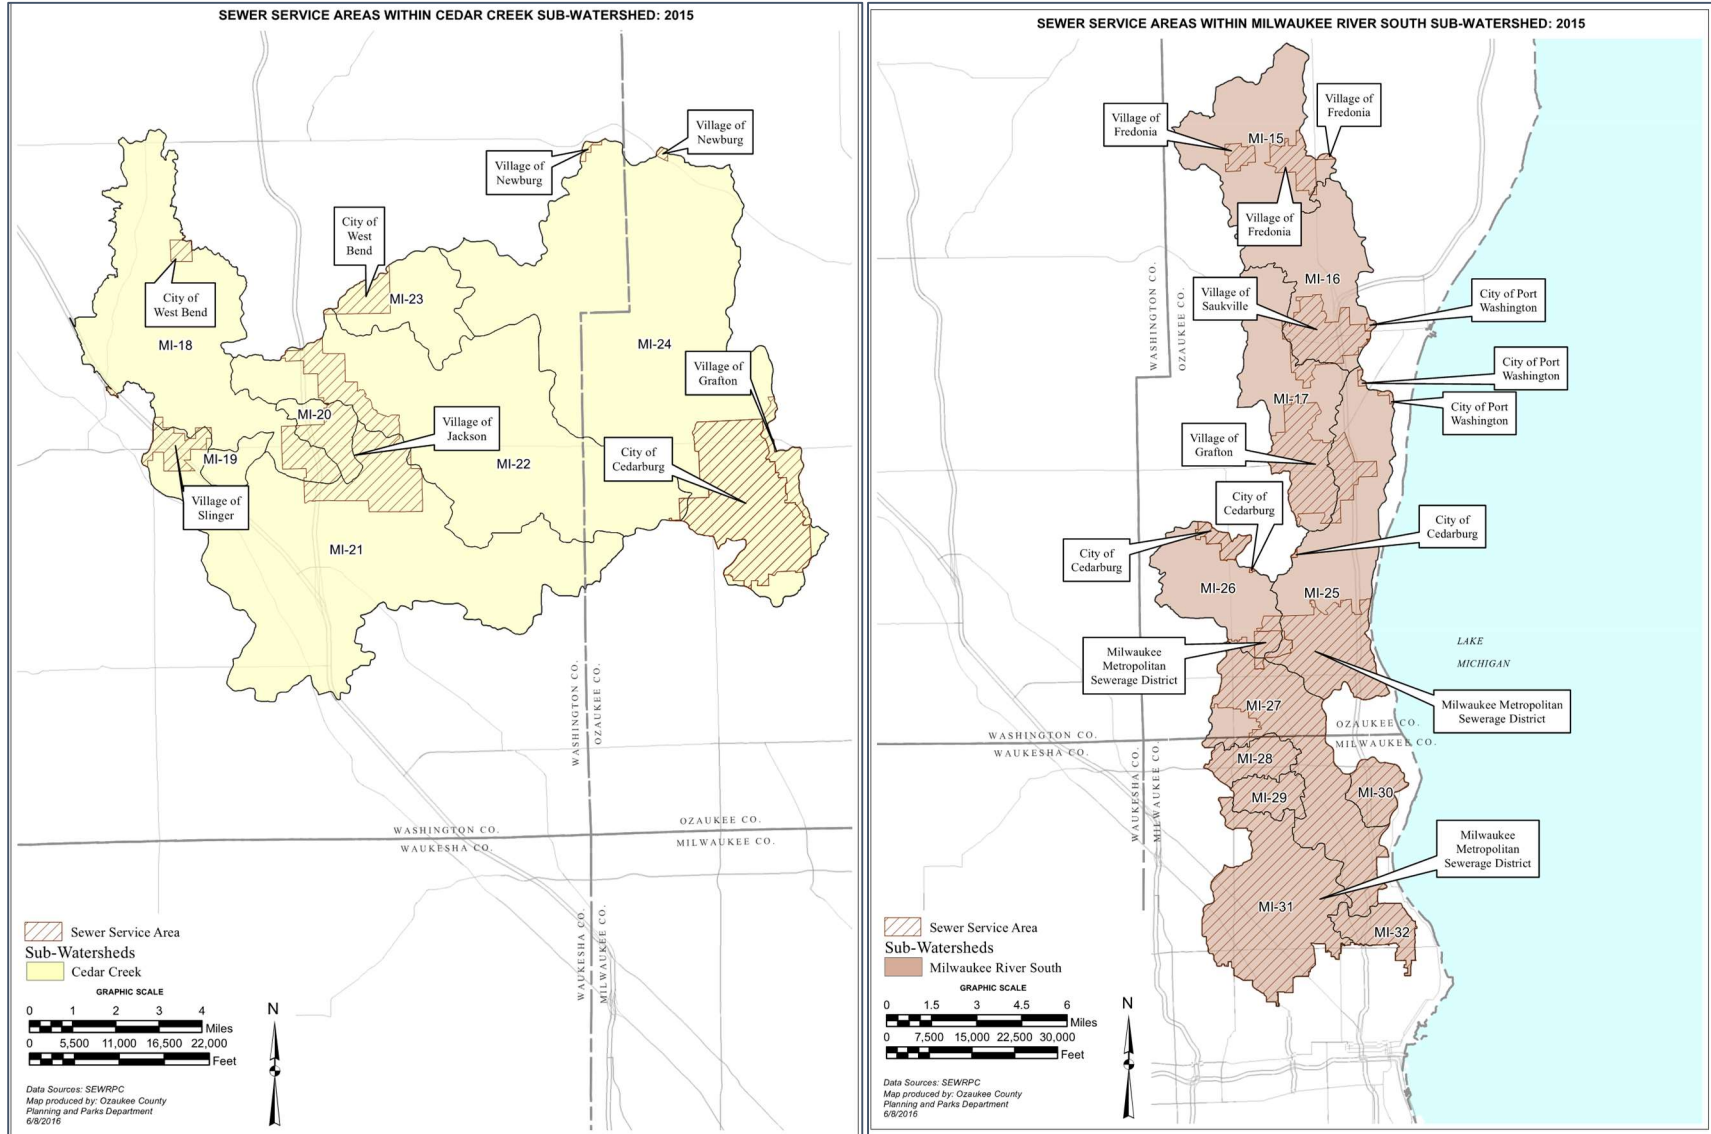 SEWER SERVICE AREAS WITHIN CEDAR CREEK SUB-WATERSHED: 2015
Village of
Newburg
Village of
Newburg
City of
West
Bend
City of
West Bend
MI-23
MI-18
MI-24
Village of
Grafton
MI-20
Village of
Jackson
City of
Cedarburg
MI-19
MI-22
Village of
Slinger
MI-21
WASHINGTON CO.
OZAUKEE CO.
WASHINGTON CO.
WAUKESHA CO.
OZAUKEE CO.
MILWAUKEE CO.
WAUKESHA CO.
MILWAUKEE CO.
Sewer Service Area
Sub-Watersheds
Cedar Creek
GRAPHIC SCALE
0 1 2 3 4
Miles
0 5,500 11,000 16,500 22,000
Feet
N
Data Sources: SEWRPC
Map produced by: Ozaukee County
Planning and Parks Department
6/8/2016
SEWER SERVICE AREAS WITHIN MILWAUKEE RIVER SOUTH SUB-WATERSHED: 2015
Village of
Fredonia
Village of
Fredonia
MI-15
Village of
Fredonia
WASHINGTON CO.
OZAUKEE CO.
MI-16
Village of
Saukville
City of Port
Washington
City of Port
Washington
City of Port
Washington
MI-17
Village of
Grafton
City of
Cedarburg
City of
Cedarburg
City of
Cedarburg
MI-26
MI-25
LAKE
MICHIGAN
Milwaukee
Metropolitan
Sewerage District
Milwaukee Metropolitan
Sewerage District
MI-27
OZAUKEE CO.
MILWAUKEE CO.
WASHINGTON CO.
WAUKESHA CO.
WAUKESHA CO.
MILWAUKEE CO.
MI-28
MI-29
MI-30
Milwaukee
Metropolitan
Sewerage District
MI-31
MI-32
Sewer Service Area
Sub-Watersheds
Milwaukee River South
GRAPHIC SCALE
0 1.5 3 4.5 6
Miles
0 7,500 15,000 22,500 30,000
Feet
N
Data Sources: SEWRPC
Map produced by: Ozaukee County
Planning and Parks Department
6/8/2016